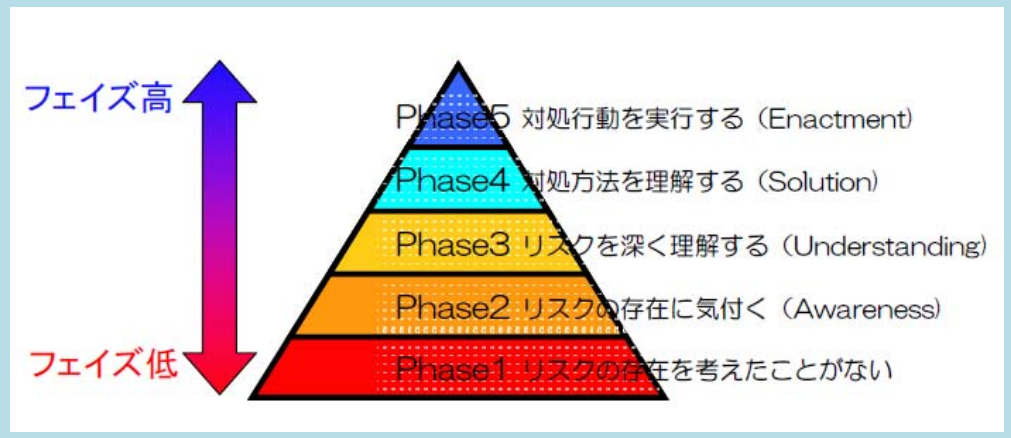 フェイズ高
Phase5 対処行動を実行する（Enactment）
Phase4 対処方法を理解する（Solution）
Phase3 リスクを深く理解する（Understanding）
Phase2 リスクの存在に気付く（Awareness）
フェイズ低
Phase1 リスクの存在を考えたことがない